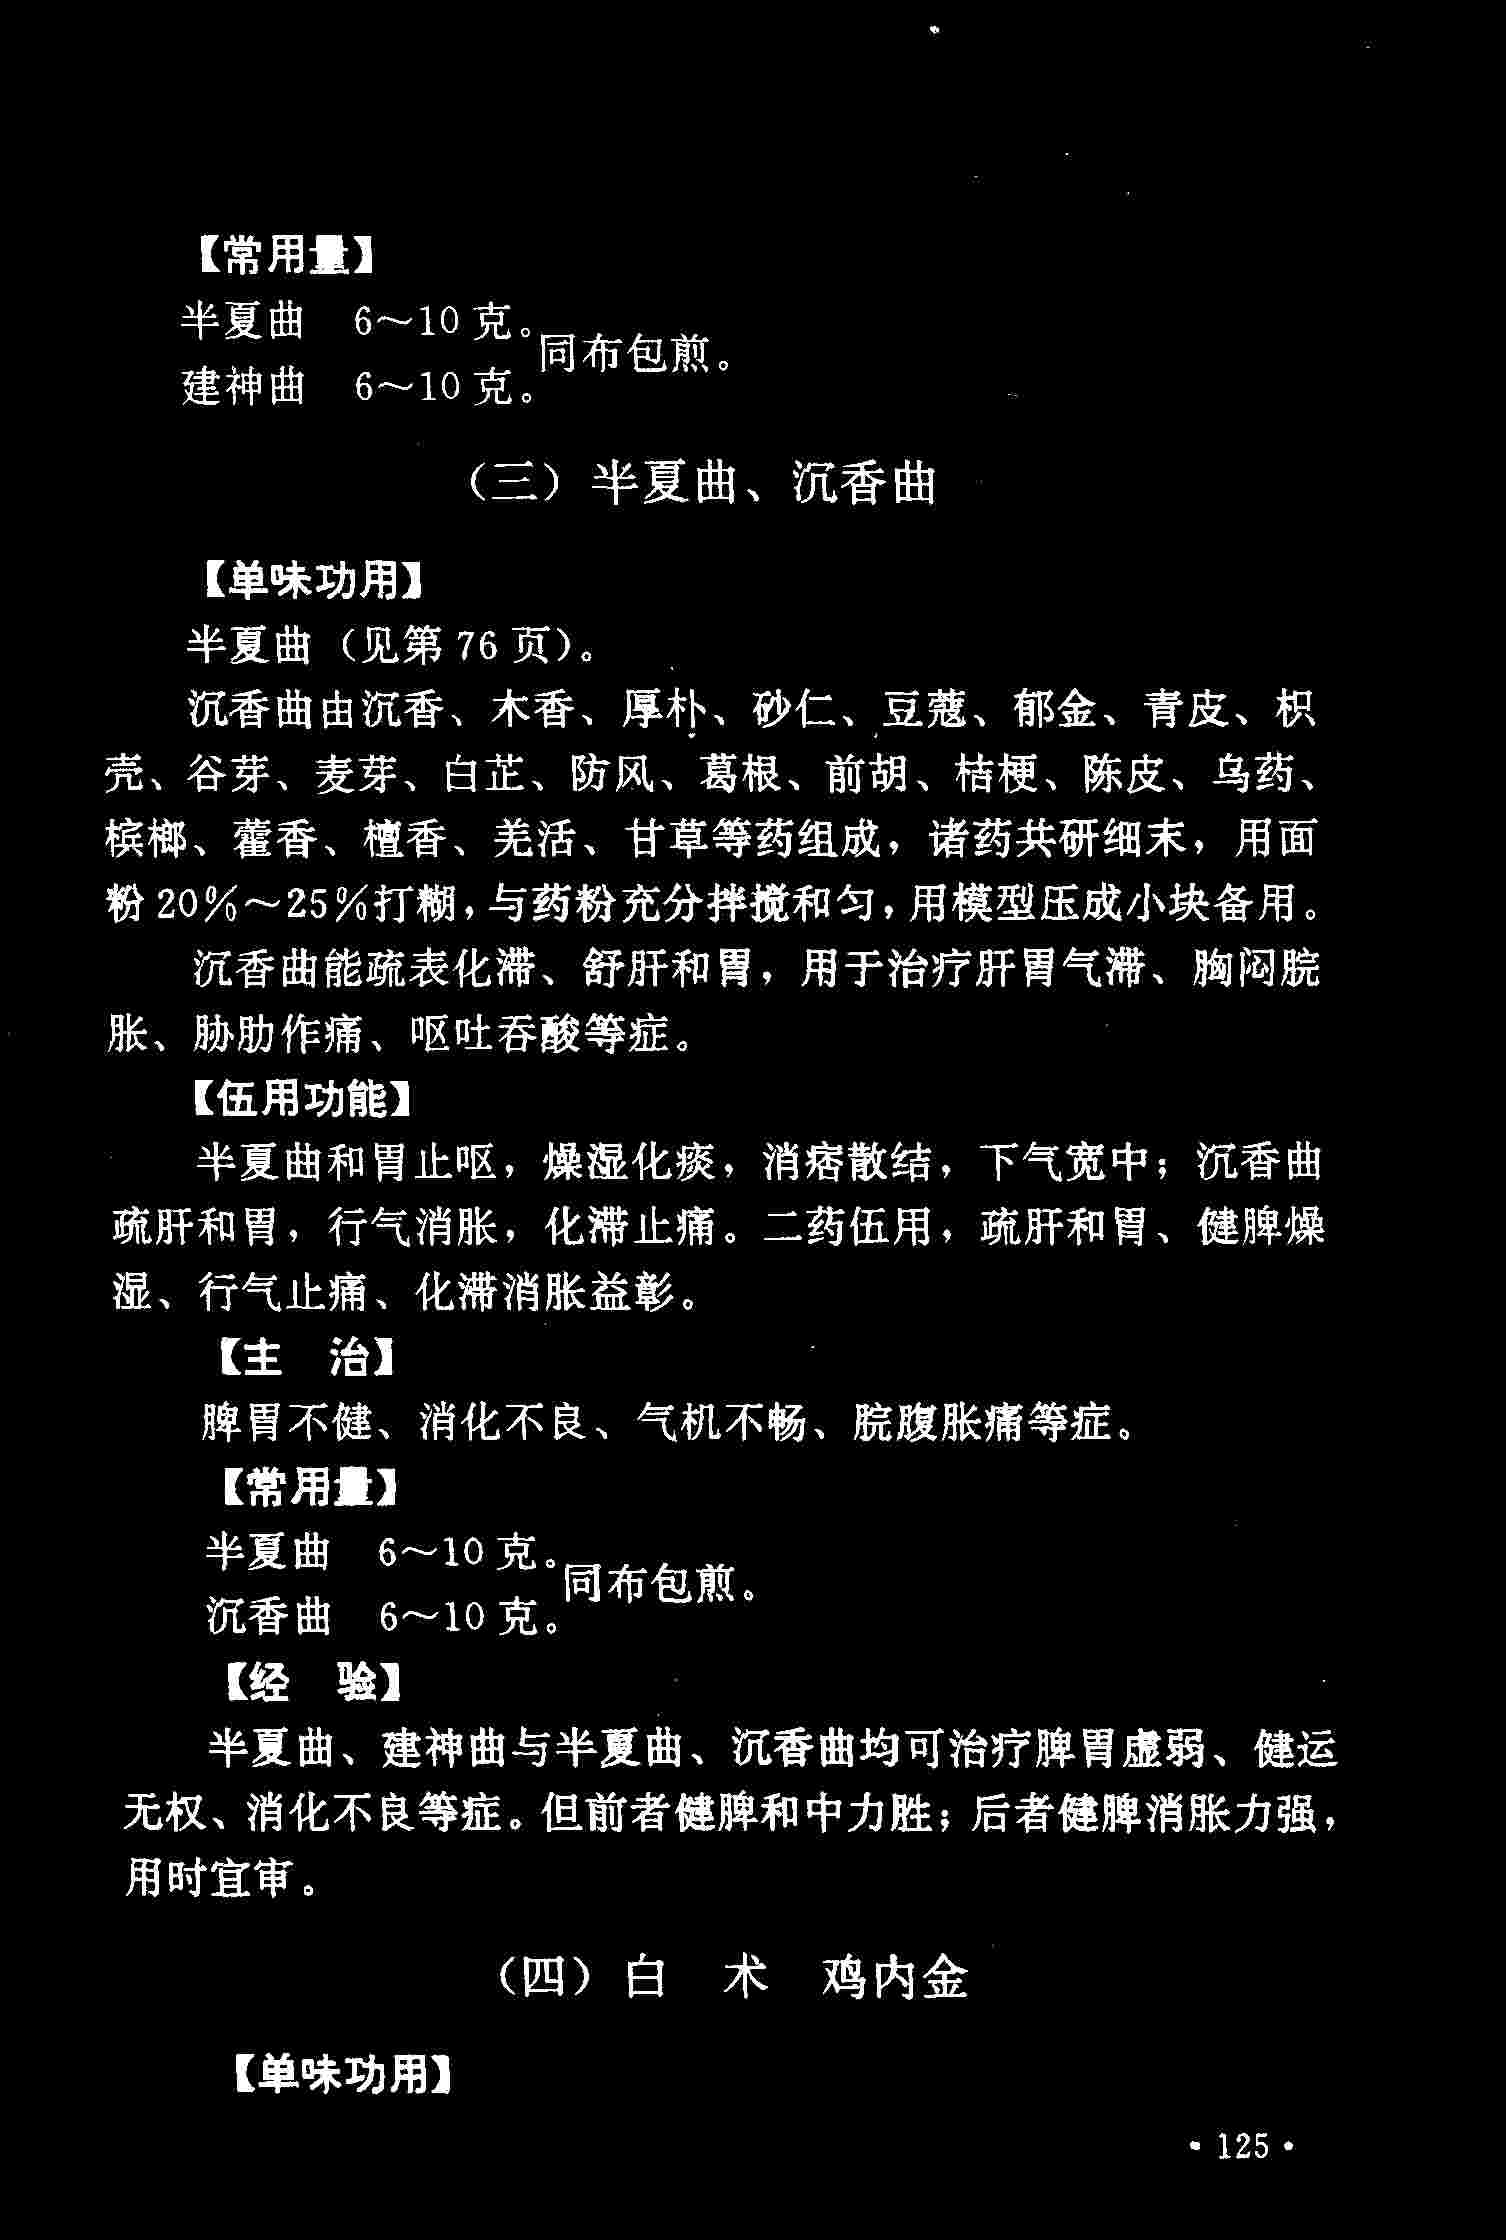 【常用量】
半夏曲　6～10 克。
同布包煎。
建神曲　6～10 克。
（三）半夏曲、沉香曲
【单味功用】
半夏曲（见第 76 页）。
沉香曲由沉香、木香、厚朴、砂仁、豆蔻、郁金、青皮、枳
壳、谷芽、麦芽、白芷、防风、葛根、前胡、桔梗、陈皮、乌药、
槟榔、藿香、檀香、羌活、甘草等药组成，诸药共研细末，用面
粉 20%～25%打糊，与药粉充分拌搅和匀，用模型压成小块备用。
沉香曲能疏表化滞、舒肝和胃，用于治疗肝胃气滞、胸闷脘
胀、胁肋作痛、呕吐吞酸等症。
【伍用功能】
半夏曲和胃止呕，燥湿化痰，消痞散结，下气宽中；沉香曲
疏肝和胃，行气消胀，化滞止痛。二药伍用，疏肝和胃、健脾燥
湿、行气止痛、化滞消胀益彰。
【主　治】
脾胃不健、消化不良、气机不畅、脘腹胀痛等症。
【常用量】
半夏曲　6～10 克。
同布包煎。
沉香曲　6～10 克。
【经　验】
半夏曲、建神曲与半夏曲、沉香曲均可治疗脾胃虚弱、健运
无权、消化不良等症。但前者健脾和中力胜；后者健脾消胀力强，
用时宜审。
（四）白　术　鸡内金
【单味功用】
· 125 ·